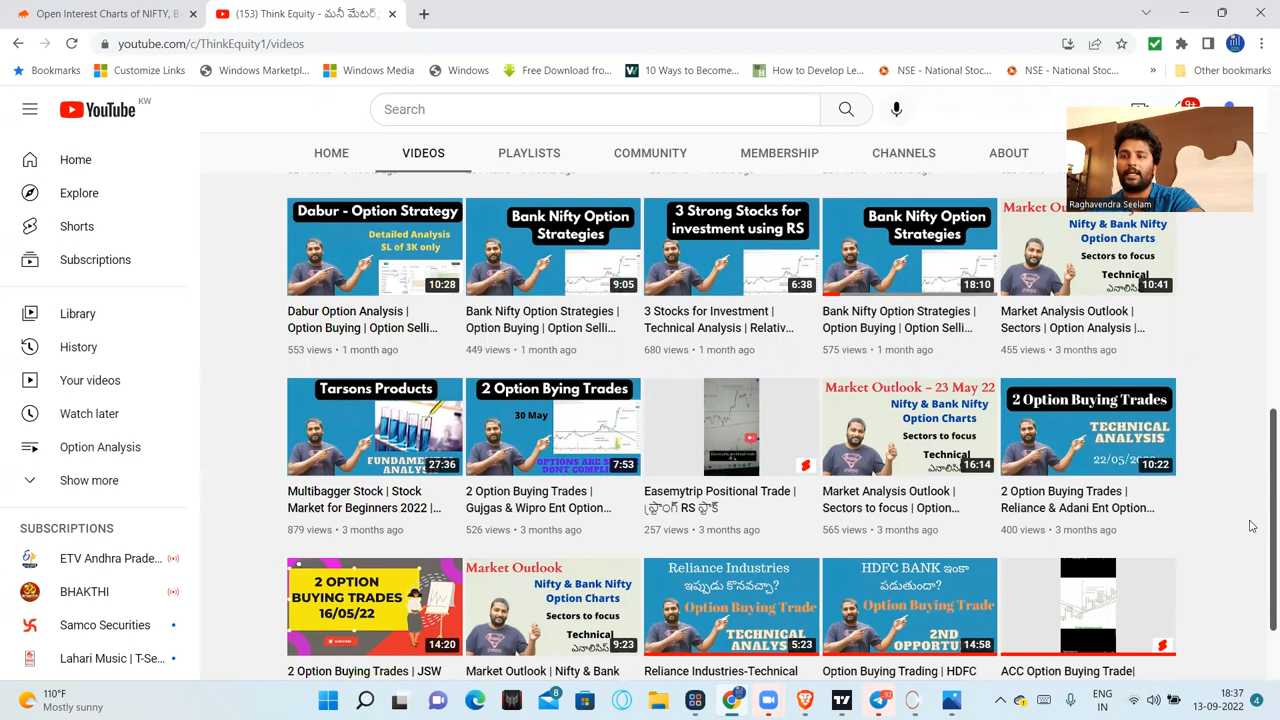 Open Interest Charts of NIFTY, B
(153) Think Equity - మనీ మేటర్,
youtube.com/c/ThinkEquity1/videos
Bookmarks
Customize Links
Windows Marketpl...
Windows Media
Windows
Free Download fro...
10 Ways to Become...
How to Develop Le...
NSE - National Stoc...
NSE - National Stoc...
Other bookmarks
YouTube KW
Search
9+
HOME
VIDEOS
PLAYLISTS
COMMUNITY
MEMBERSHIP
CHANNELS
ABOUT
Raghavendra Seelam
Home
Explore
Shorts
Subscriptions
Library
History
Your videos
Watch later
Option Analysis
Show more
SUBSCRIPTIONS
ETV Andhra Prade...
BHAKTHI
Samco Securities
Lahari Music | T-Se...
Dabur - Option Strategy
Detailed Analysis
SL of 3K only
10:28
Dabur Option Analysis |
Option Buying | Option Selli...
553 views • 1 month ago
Bank Nifty Option
Strategies
9:05
Bank Nifty Option Strategies |
Option Buying | Option Selli...
449 views • 1 month ago
3 Strong Stocks for
investment using RS
6:38
3 Stocks for Investment |
Technical Analysis | Relativ...
680 views • 1 month ago
Bank Nifty Option
Strategies
18:10
Bank Nifty Option Strategies |
Option Buying | Option Selli...
575 views • 1 month ago
Market Ou
Nifty & Bank Nifty
Option Charts
Sectors to focus
Technical
ఎనాలిసిస్
10:41
Market Analysis Outlook |
Sectors | Option Analysis |...
455 views • 3 months ago
Tarsons Products
FUNDAME
ANALY
27:36
Multibagger Stock | Stock
Market for Beginners 2022 |...
879 views • 3 months ago
2 Option Bying Trades
30 May
7:53
2 Option Buying Trades |
Gujgas & Wipro Ent Option...
526 views • 3 months ago
Easemytrip Positional Trade |
స్ట్రాంగ్ RS స్టాక్
257 views • 3 months ago
Market Outlook - 23 May 22
Nifty & Bank Nifty
Option Charts
Sectors to focus
Technical
ఎనాలిసిస్
16:14
Market Analysis Outlook |
Sectors to focus | Option...
565 views • 3 months ago
2 Option Buying Trades
TECHNICAL
ANALYSIS
22/05/
10:22
2 Option Buying Trades |
Reliance & Adani Ent Option...
400 views • 3 months ago
2 OPTION
BUYING TRADES
16/05/22
14:20
2 Option Buying Trades | JSW
Market Outlook
Nifty & Bank Nifty
Option Charts
Sectors to focus
Technical
9:23
Market Outlook | Nifty & Bank
Reliance Industries
ఇప్పుడు కొనవచ్చా?
Option Buying Trade
TECHNICAL
ANALYS
5:23
Reliance Industries-Technical
HDFC BANK ఇంకా
పడుతుందా?
Option Buying Trade
2ND
OPPORTU
14:58
Option Buying Trading | HDFC
ACC Option Buying Trade|
110°F
Mostly sunny
8
32
ENG
IN
18:37
13-09-2022
4